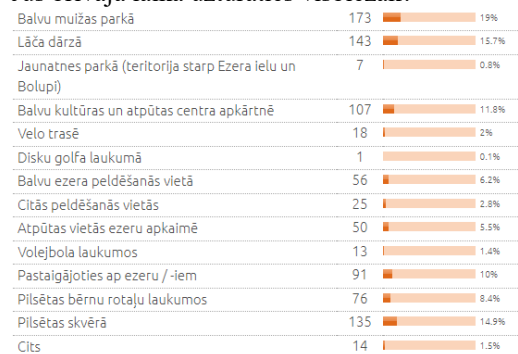 Balvu muižas parkā 173 19%
Lāča dārzā 143 15.7%
Jaunatnes parkā (teritorija starp Ezera ielu un 7 0.8%
Bolupi)
Balvu kultūras un atpūtas centra apkārtnē 107 11.8%
Velo trasē 18 2%
Disku golfa laukumā 1 0.1%
Balvu ezera peldēšanās vietā 56 6.2%
Citās peldēšanās vietās 25 2.8%
Atpūtas vietās ezeru apkaimē 50 5.5%
Volejbola laukumos 13 1.4%
Pastaigājoties ap ezeru / -iem 91 10%
Pilsētas bērnu rotaļu laukumos 76 8.4%
Pilsētas skvērā 135 14.9%
Cits 14 1.5%